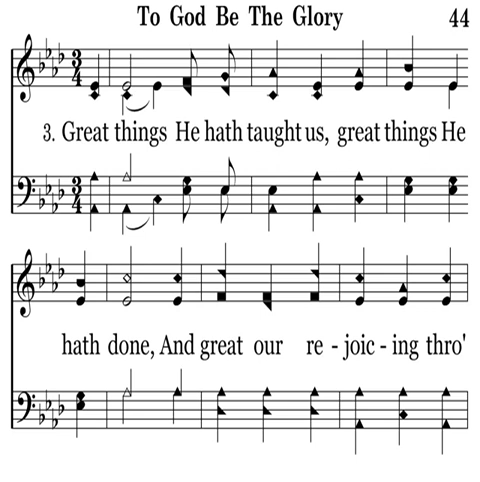 To God Be The Glory 44
3. Great things He hath taught us, great things He
hath done, And great our re - joic - ing thro'